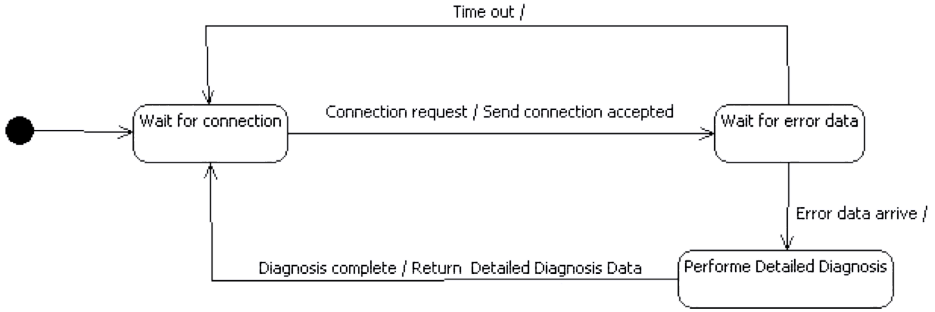 Time out /
Wait for connection
Connection request / Send connection accepted
Wait for error data
Error data arrive /
Diagnosis complete / Return Detailed Diagnosis Data
Performe Detailed Diagnosis